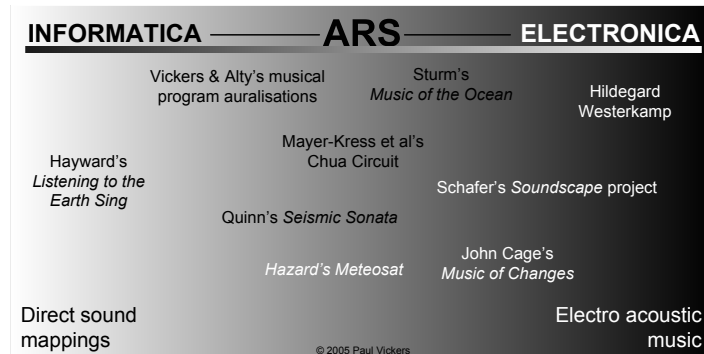 INFORMATICA ARS ELECTRONICA
Vickers & Alty's musical
program auralisations
Sturm's
Music of the Ocean
Hildegard
Westerkamp
Mayer-Kress et al's
Chua Circuit
Hayward's
Listening to the
Earth Sing
Schafer's Soundscape project
Quinn's Seismic Sonata
Hazard's Meteosat
John Cage's
Music of Changes
Direct sound
mappings
Electro acoustic
music
© 2005 Paul Vickers